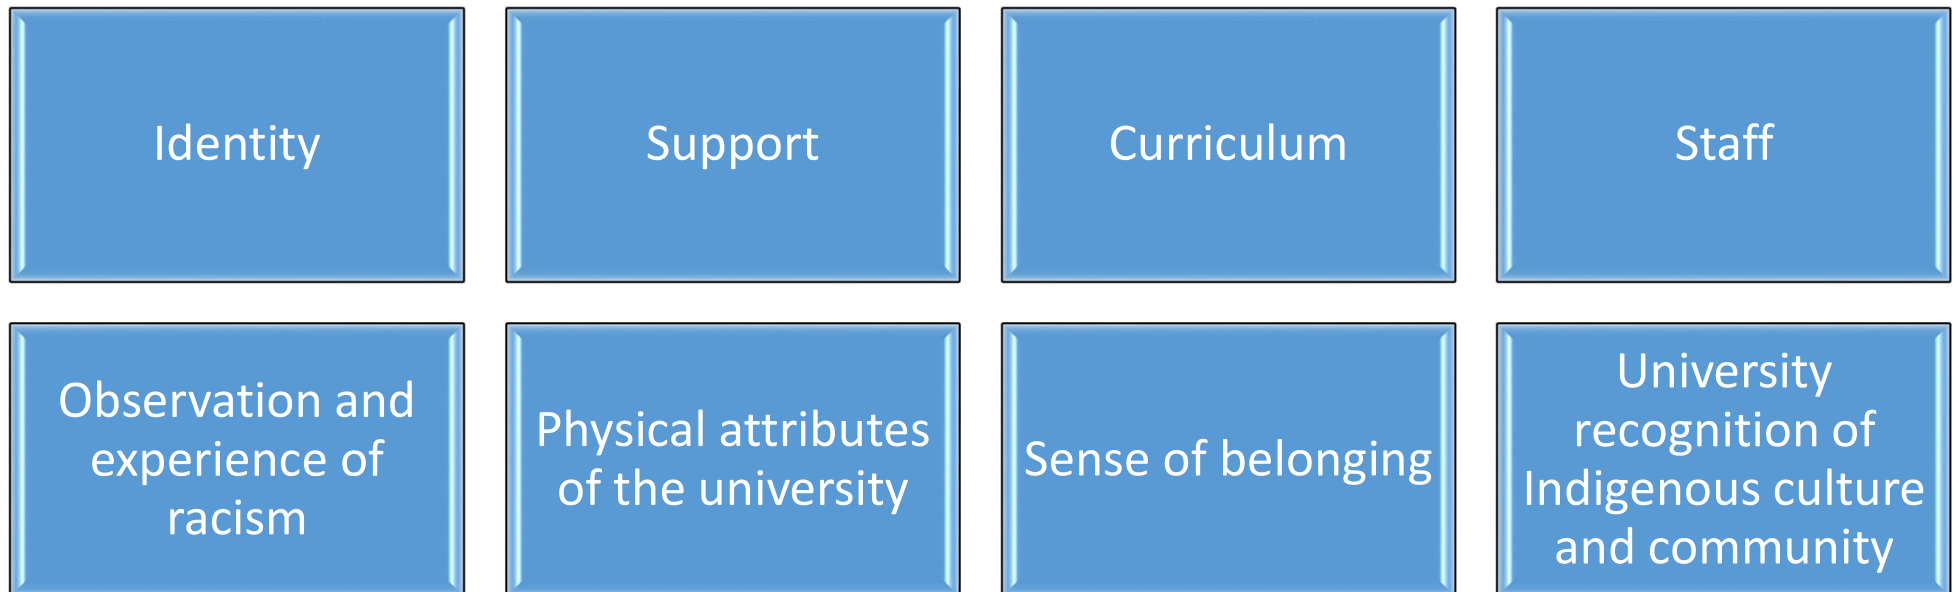 Identity
Support
Curriculum
Staff
Observation and
experience of
racism
Physical attributes
of the university
Sense of belonging
University
recognition of
Indigenous culture
and community